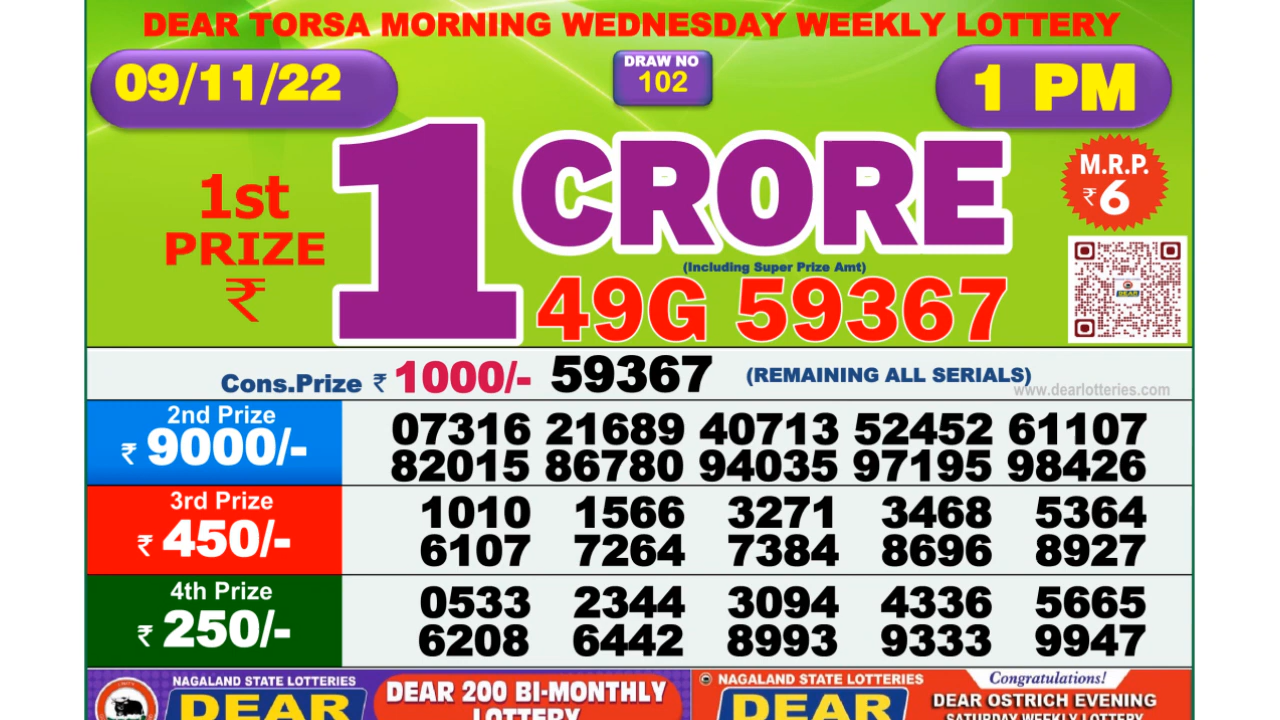 DEAR TORSA MORNING WEDNESDAY WEEKLY LOTTERY
09/11/22
DRAW NO
102
1 PM
1st
PRIZE
₹
1 CRORE
(Including Super Prize Amt)
49G 59367
M.R.P.
₹6
DEAR
Cons.Prize ₹ 1000/- 59367 (REMAINING ALL SERIALS)
www.dearlotteries.com
2nd Prize
₹ 9000/-
07316 21689 40713 52452 61107
82015 86780 94035 97195 98426
3rd Prize
₹ 450/-
1010 1566 3271 3468 5364
6107 7264 7384 8696 8927
4th Prize
₹ 250/-
0533 2344 3094 4336 5665
6208 6442 8993 9333 9947
NAGALAND STATE LOTTERIES
DEAR
DEAR 200 BI-MONTHLY
LOTTERY
NAGALAND STATE LOTTERIES
DEAR
Congratulations!
DEAR OSTRICH EVENING
SATURDAY WEEKLY LOTTERY